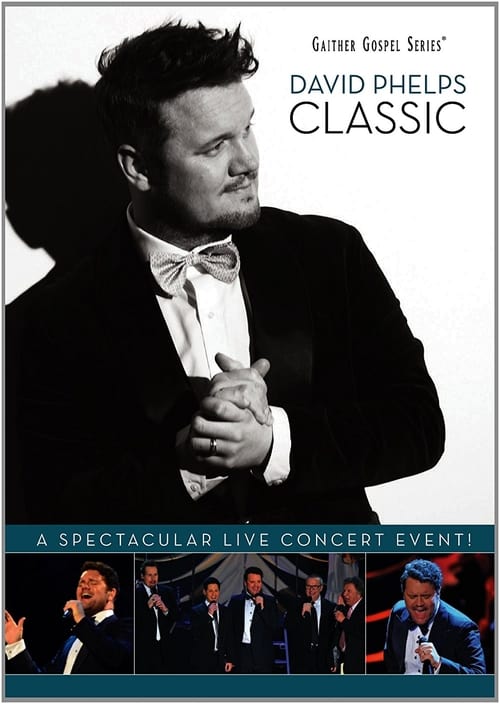 Gaither Gospel Series®
DAVID PHELPS
CLASSIC
A SPECTACULAR LIVE CONCERT EVENT!